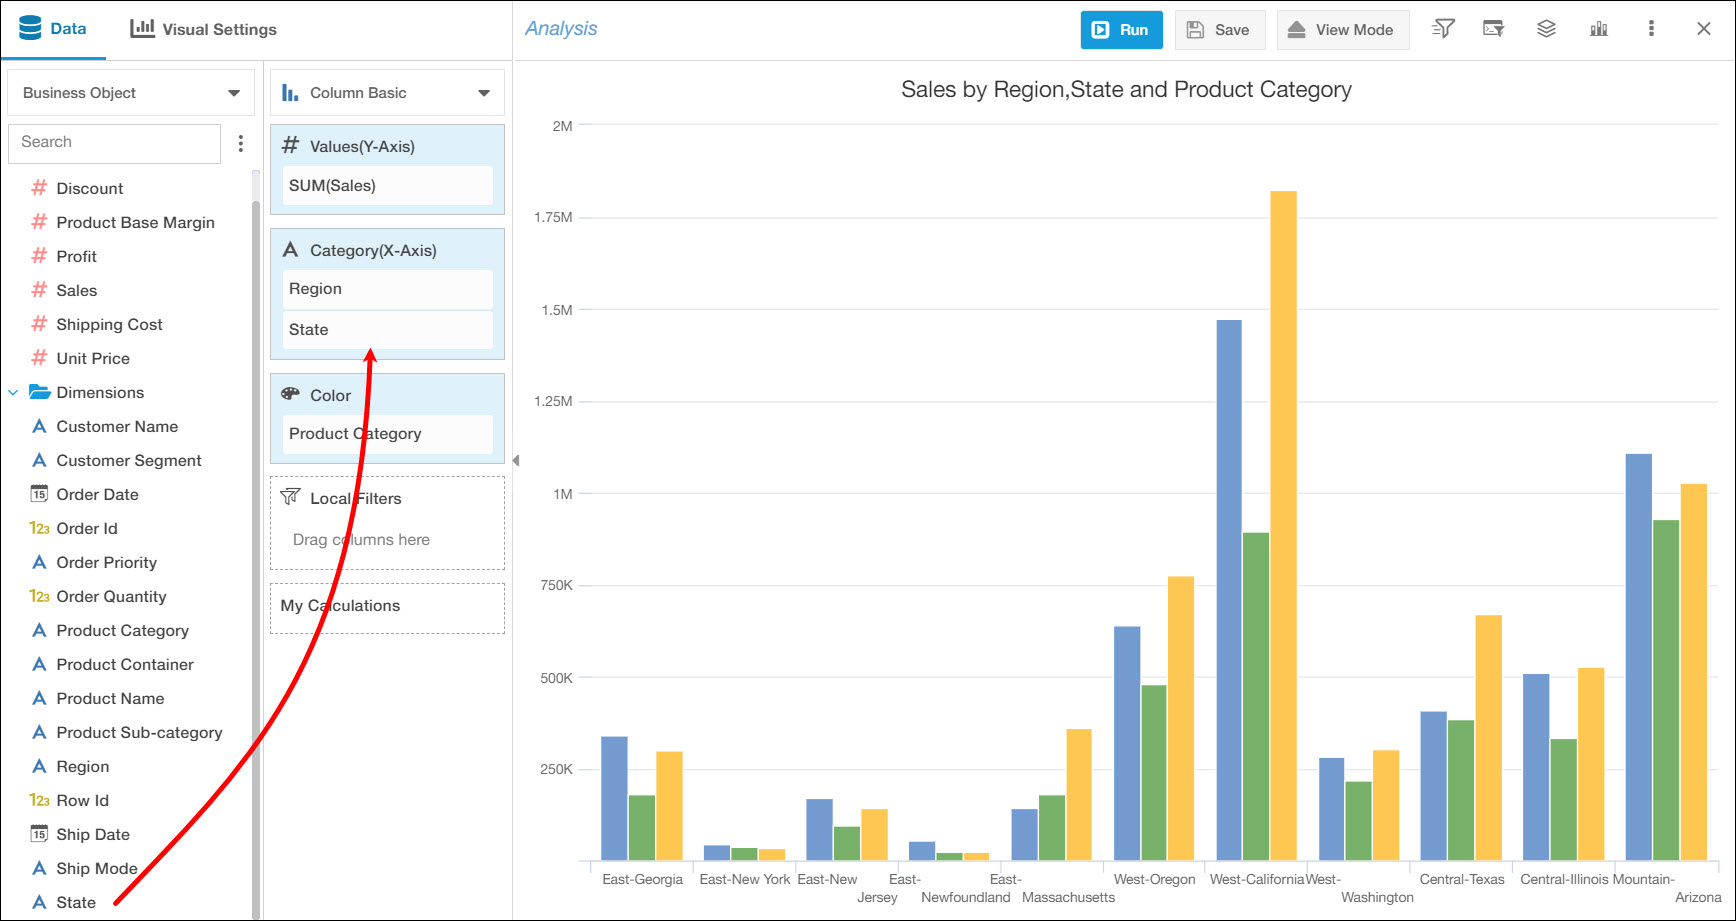 Data
Visual Settings
Analysis
Run
Save
View Mode
Business Object
Search
# Discount
# Product Base Margin
# Profit
# Sales
# Shipping Cost
# Unit Price
Dimensions
A Customer Name
A Customer Segment
15 Order Date
123 Order Id
A Order Priority
123 Order Quantity
A Product Category
A Product Container
A Product Name
A Product Sub-category
A Region
123 Row Id
15 Ship Date
A Ship Mode
A State
Column Basic
# Values(Y-Axis)
SUM(Sales)
A Category(X-Axis)
Region
State
Color
Product Category
Local Filters
Drag columns here
My Calculations
Sales by Region,State and Product Category
2M
1.75M
1.5M
1.25M
1M
750K
500K
250K
East-Georgia
East-New York
East-New
Jersey
East-
Newfoundland
East-
Massachusetts
West-Oregon
West-California
West-
Washington
Central-Texas
Central-Illinois
Mountain-
Arizona